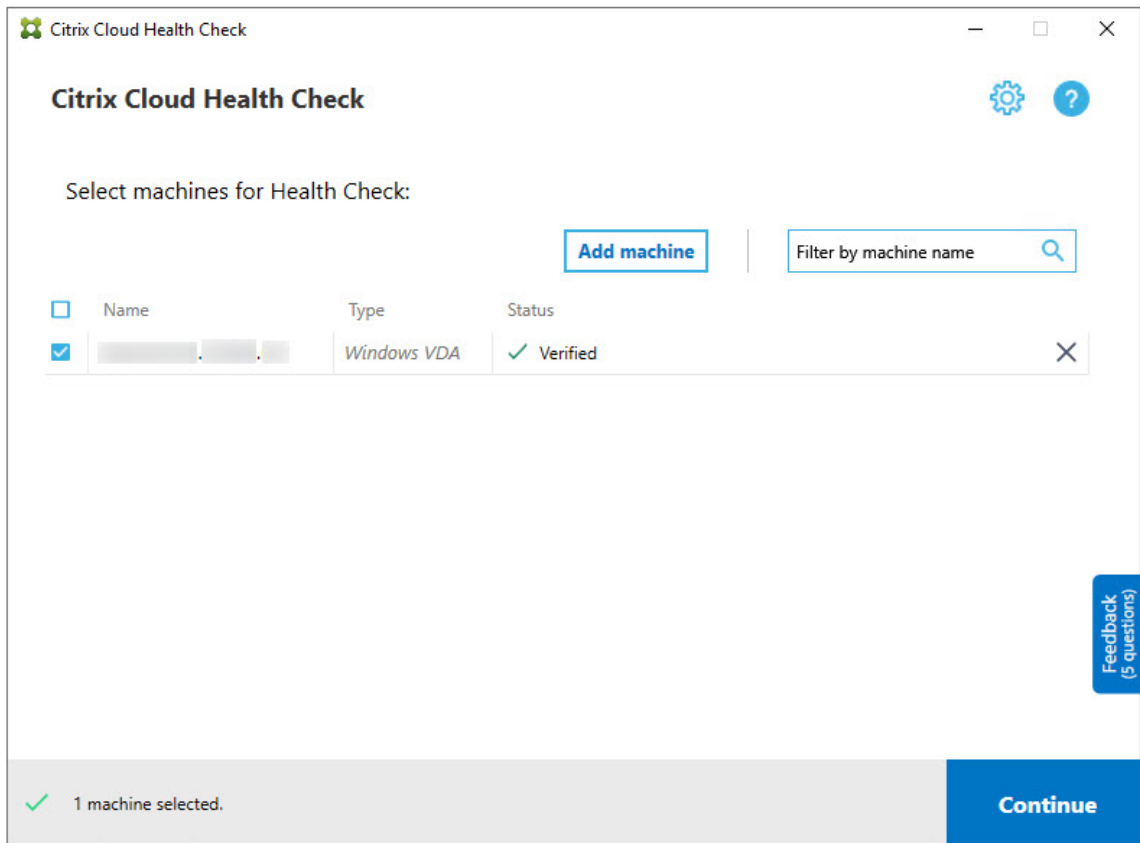 Citrix Cloud Health Check
Citrix Cloud Health Check
?
Select machines for Health Check:
Add machine
Filter by machine name
Name Type Status
. . Windows VDA Verified
Feedback
(5 questions)
1 machine selected.
Continue